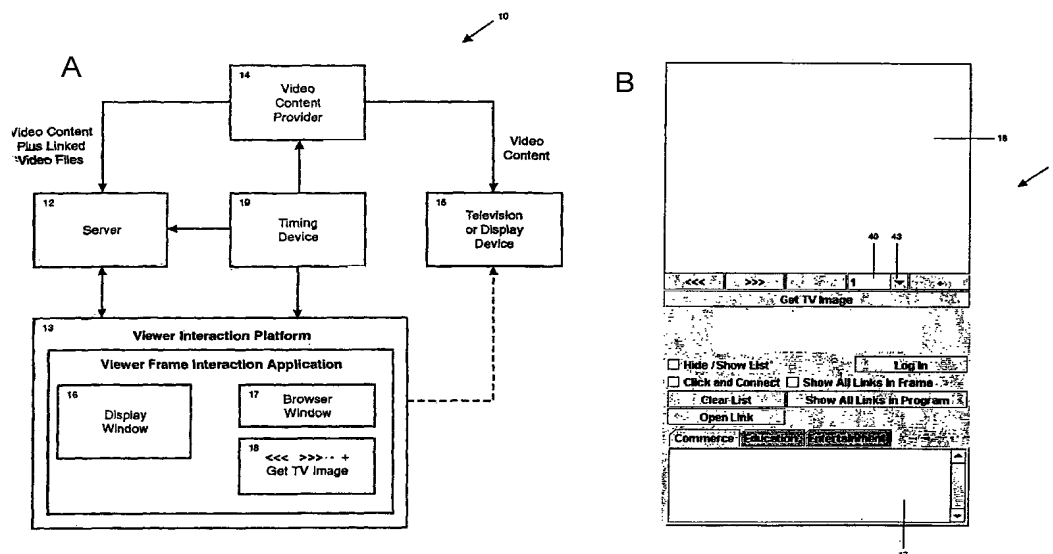 10
A
14
Video
Content
Provider
Video Content
Plus Linked
Video Files
Video
Content
12
Server
19
Timing
Device
15
Television
or Display
Device
13
Viewer Interaction Platform
Viewer Frame Interaction Application
16
Display
Window
17
Browser
Window
18
<<< >>> - - +
Get TV Image
B
40
43
<<<
>>>
1
Get TV Image
Hide / Show List
Log In
Click and Connect
Show All Links in Frame
Clear List
Show All Links in Program
Open Link
Commerce
Education
Entertainment